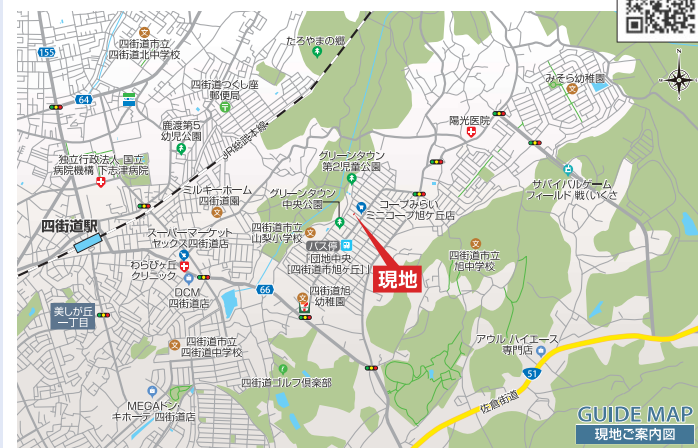 155
四街道市立
四街道北中学校
64
たろやまの郷
四街道つくし座
郵便局
鹿渡第5
幼児公園
JR総武本線
みそら幼稚園
陽光医院
独立行政法人 国立
病院機構 下志津病院
グリーンタウン
第2児童公園
サバイバルゲーム
フィールド 戦〈いくさ
ミルキーホーム
四街道園
グリーンタウン
中央公園
コープみらい
ミニコープ旭ケ丘店
四街道駅
スーパーマーケット
ヤックス四街道店
四街道市立
山梨小学校
バス停
「団地中央
[四街道市旭ケ丘]」
四街道市立
旭中学校
わらびが丘
クリニック
現地
DCM
四街道店
66
四街道旭
幼稚園
美しが丘
一丁目
四街道市立
四街道中学校
アウル ハイエース
専門店
51
四街道ゴルフ倶楽部
佐倉街道
MEGAドン・
キホーテ 四街道店
GUIDE MAP
現地ご案内図